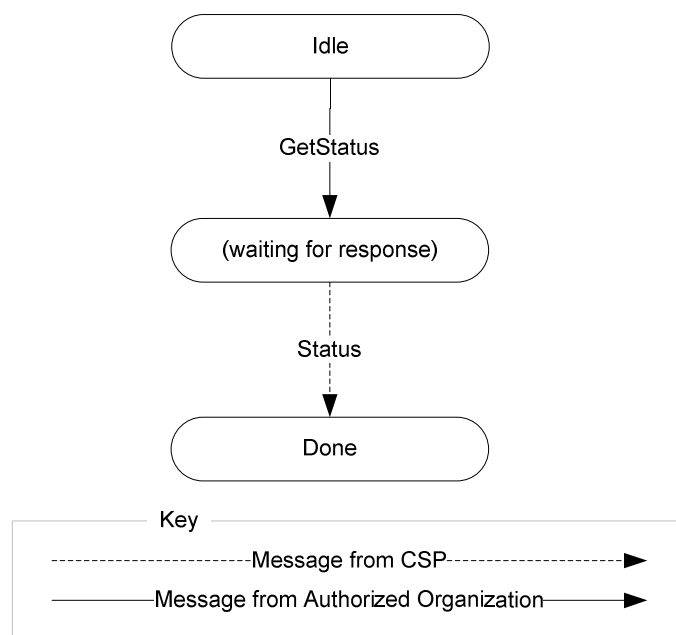 Idle
GetStatus
(waiting for response)
Status
Done
Key
Message from CSP
Message from Authorized Organization